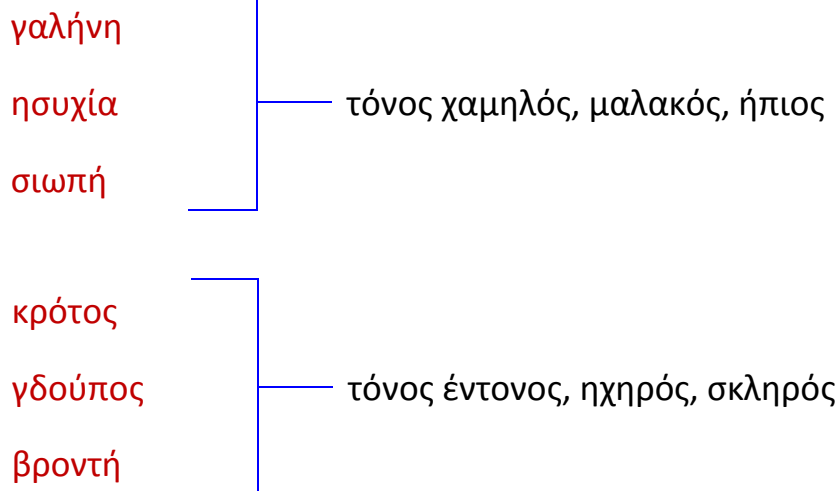 γαλήνη
ησυχία τόνος χαμηλός, μαλακός, ήπιος
σιωπή
κρότος
γδούπος τόνος έντονος, ηχηρός, σκληρός
βροντή